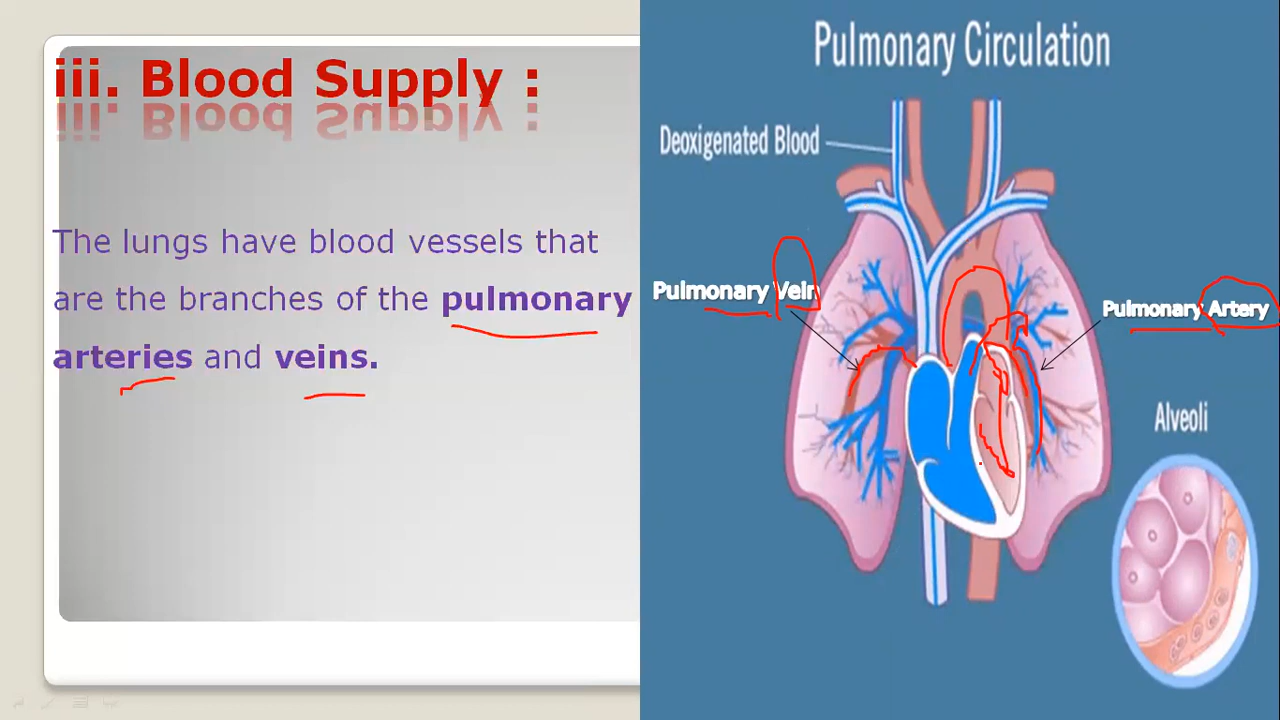 iii. Blood Supply :
The lungs have blood vessels that
are the branches of the pulmonary
arteries and veins.
Pulmonary Circulation
Deoxigenated Blood
Pulmonary Vein
Pulmonary Artery
Alveoli